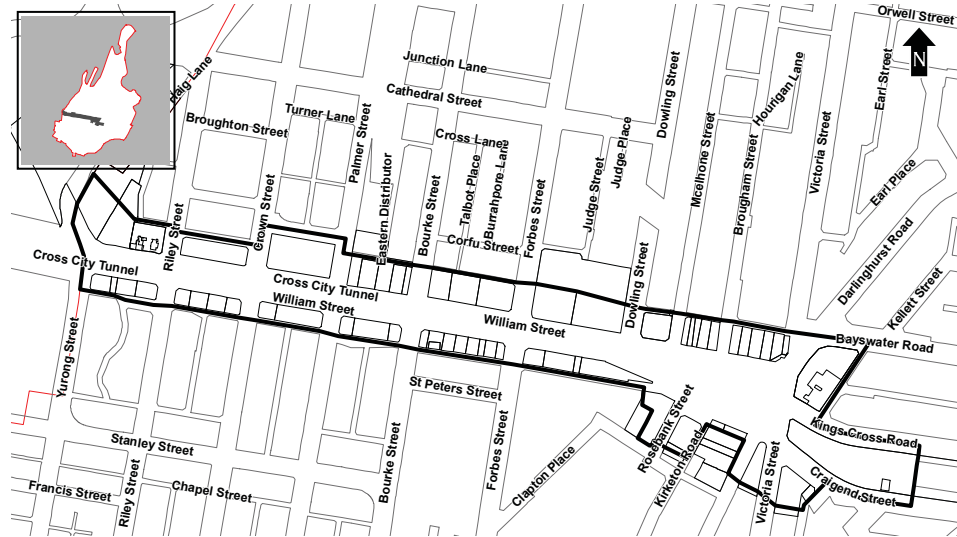 Orwell Street
N
Junction Lane
Cathedral Street
Turner Lane
Broughton Street
Palmer Street
Cross Lane
Judge Place
Dowling Street
Hourigan Lane
Earl Street
Mcelhone Street
Victoria Street
Brougham Street
Earl Place
Riley Street
Crown Street
Eastern Distributor
Bourke Street
Talbot Place
Burrahpore Lane
Forbes Street
Judge Street
Corfu Street
Darlinghurst Road
Kellett Street
Cross City Tunnel
Cross City Tunnel
William Street
William Street
Dowling Street
Bayswater Road
Yurong Street
St Peters Street
Rosebank Street
Kings Cross Road
Stanley Street
Bourke Street
Forbes Street
Clapton Place
Kirketon Road
Victoria Street
Craigend Street
Francis Street
Riley Street
Chapel Street